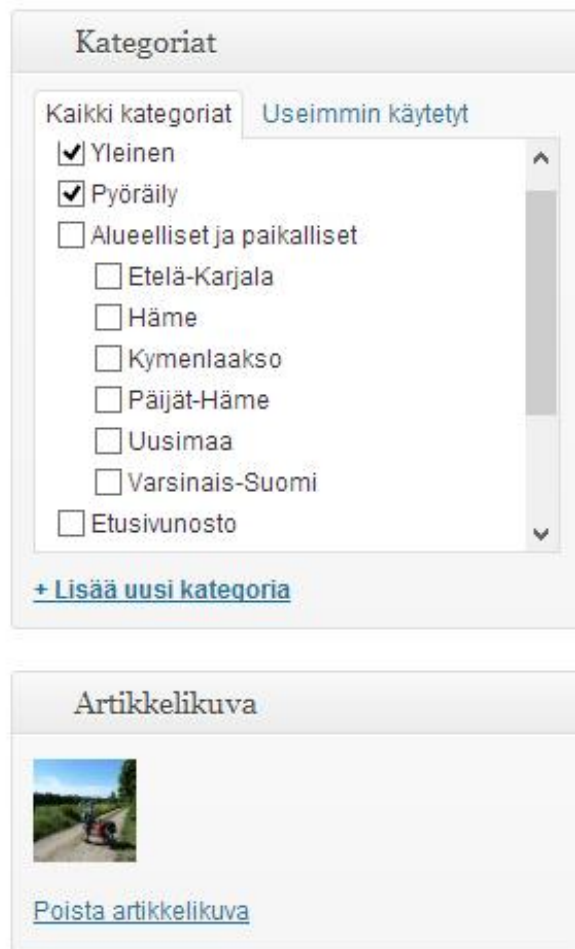 Kategoriat
Kaikki kategoriat Useimmin käytetyt
Yleinen
Pyöräily
Alueelliset ja paikalliset
Etelä-Karjala
Häme
Kymenlaakso
Päijät-Häme
Uusimaa
Varsinais-Suomi
Etusivunosto
+ Lisää uusi kategoria
Artikkelikuva
Poista artikkelikuva